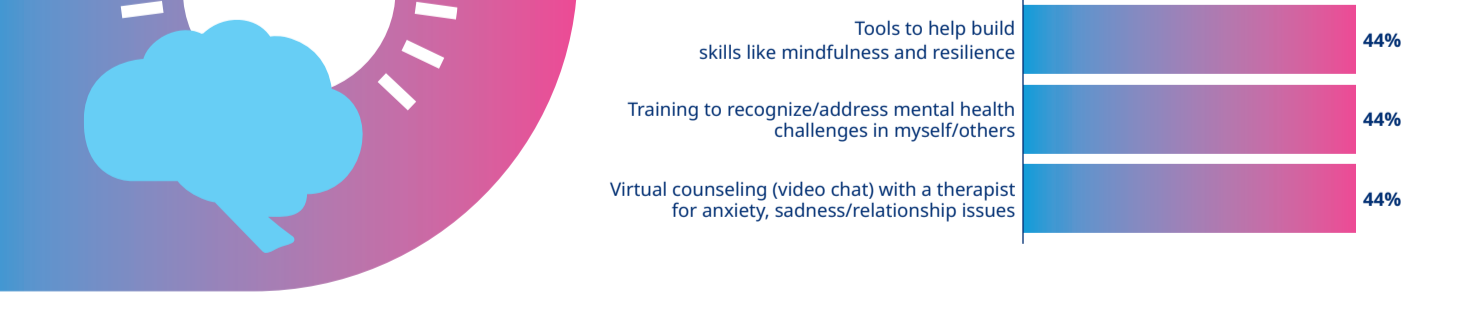 Tools to help build
skills like mindfulness and resilience
44%
Training to recognize/address mental health
challenges in myself/others
44%
Virtual counseling (video chat) with a therapist
for anxiety, sadness/relationship issues
44%